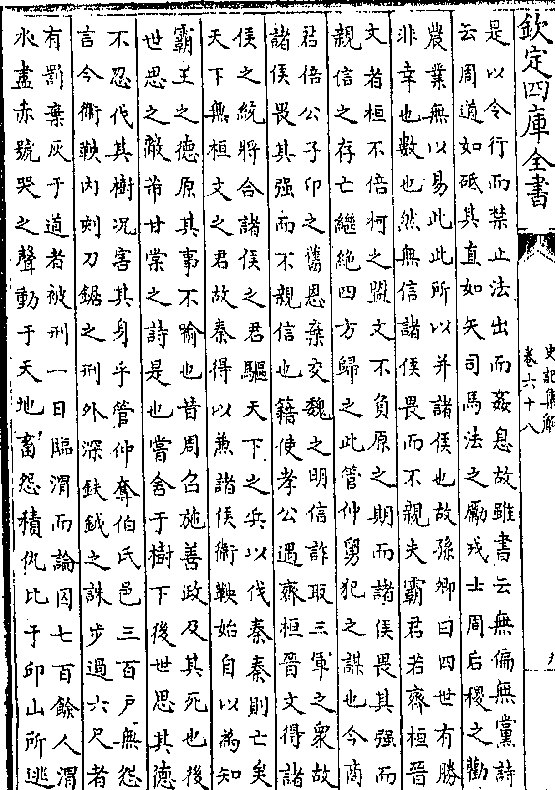 欽定四庫全書
史記集解
卷六十八
九
是以令行而禁止法出而姦息故雖書云無偏無黨詩
云周道如砥其直如矢司馬法之勵戎士周后稷之勸
農業無以易此此所以并諸侯也故孫卿曰四世有勝
非幸也數也然無信諸侯畏而不親夫霸君若齊桓晉
文者桓不倍柯之盟文不負原之期而諸侯畏其强而
親信之存亡繼絶四方歸之此管仲舅犯之謀也今商
君倍公子卬之舊恩棄交魏之明信詐取三軍之衆故
諸侯畏其强而不親信也籍使孝公遇齊桓晉文得諸
侯之統將合諸侯之君驅天下之兵以伐秦秦則亡矣
天下無桓文之君故秦得以兼諸侯衛鞅始自以為知
霸王之德原其事不喻也昔周召施善政及其死也後
世思之蔽芾甘棠之詩是也嘗舍于樹下後世思其德
不忍伐其樹况害其身乎管仲奪伯氏邑三百户無怨
言今衛鞅内刻刀鋸之刑外深鈇鉞之誅步過六尺者
有罰棄灰于道者被刑一日臨渭而論囚七百餘人渭
水盡赤號哭之聲動于天地畜怨積仇比于邱山所逃